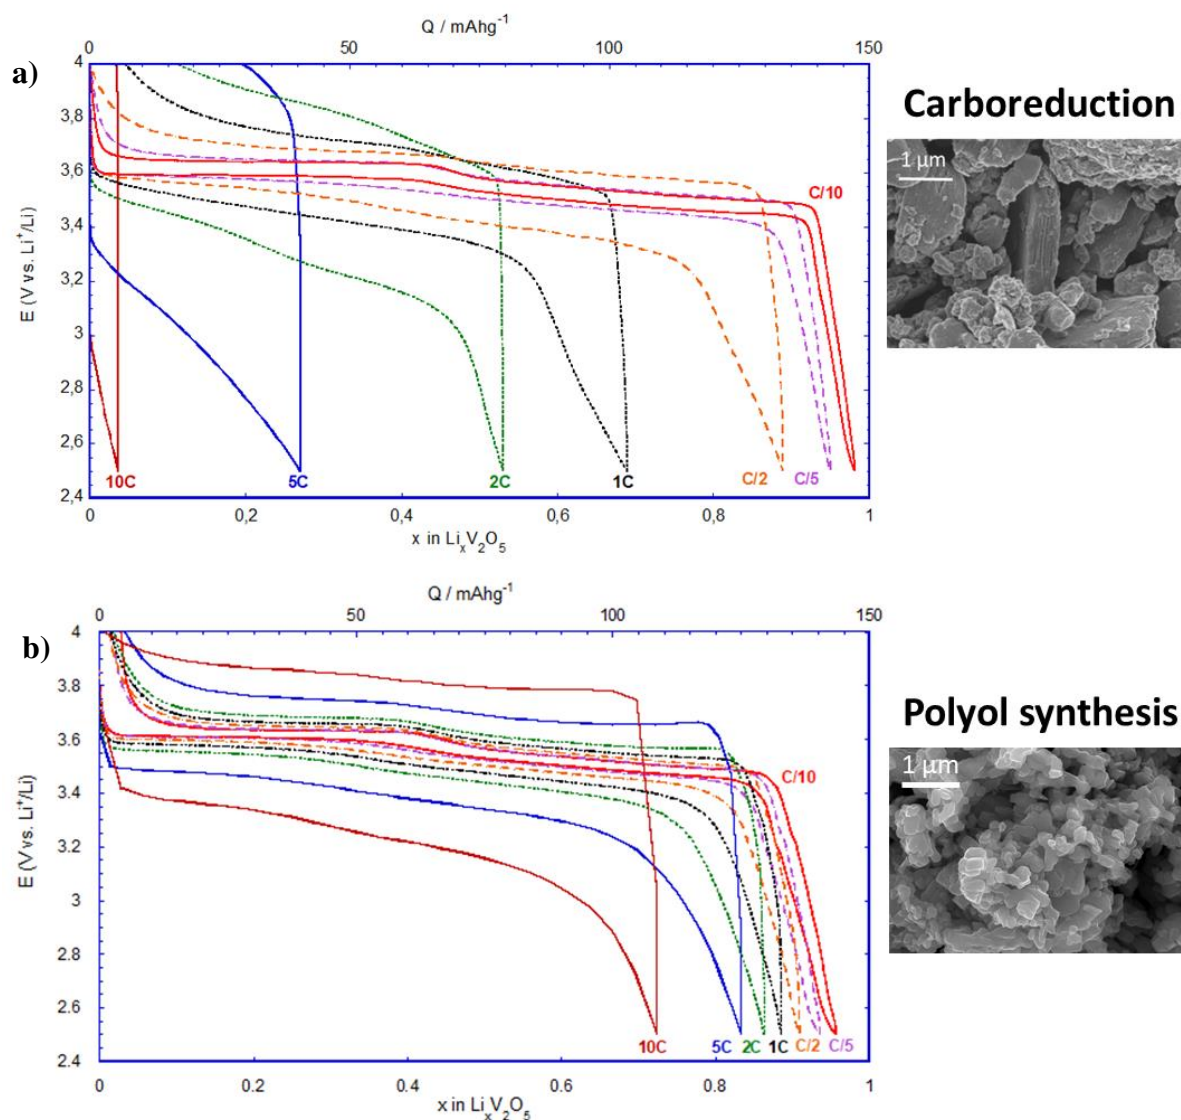 Q / mAhg-1
0 50 100 150
a)
4
3.8
3.6
3.4
3.2
3
2.8
2.6
2,4
E (V vs. Li+/Li)
C/10
10C 5C 2C 1C C/2 C/5
0 0,2 0,4 0,6 0,8 1
x in LixV2O5
Carboreduction
1 µm
Q / mAhg-1
0 50 100 150
b)
4
3.8
3.6
3.4
3.2
3
2.8
2.6
2.4
E (V vs. Li+/Li)
C/10
10C 5C 2C 1C C/2 C/5
0 0.2 0.4 0.6 0.8 1
x in LixV2O5
Polyol synthesis
1 µm